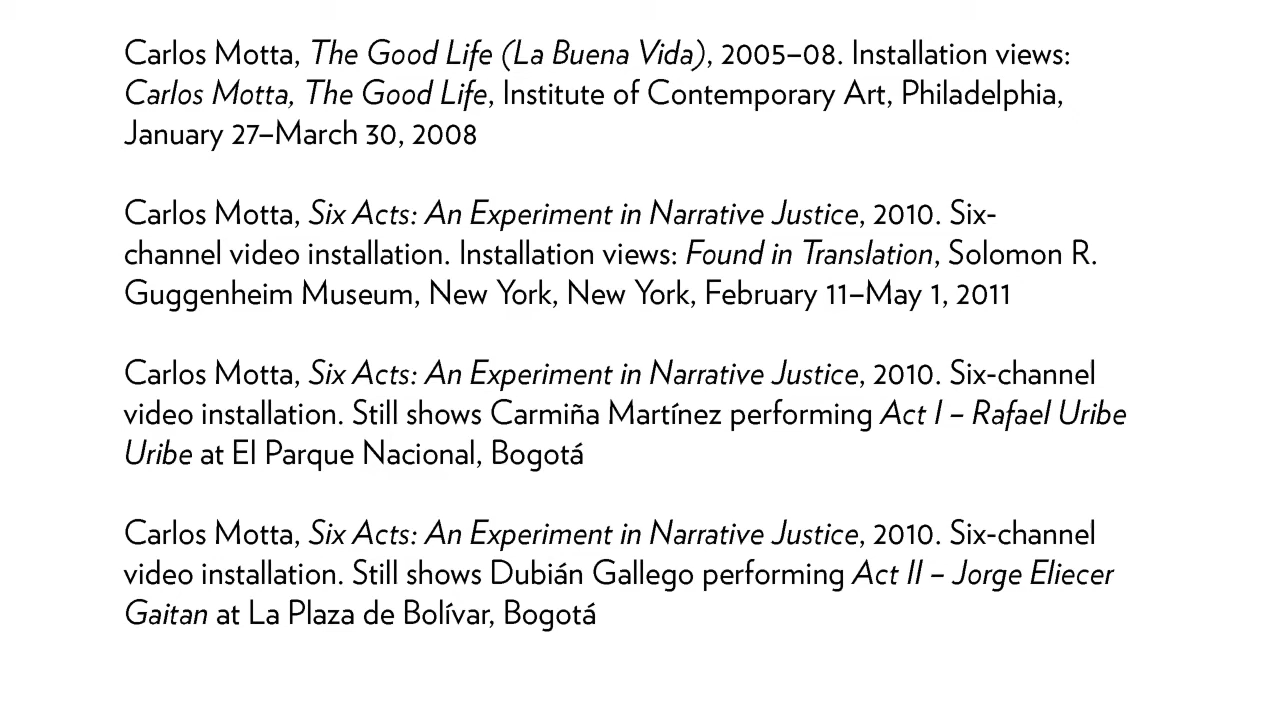 Carlos Motta, The Good Life (La Buena Vida), 2005–08. Installation views:
Carlos Motta, The Good Life, Institute of Contemporary Art, Philadelphia,
January 27–March 30, 2008
Carlos Motta, Six Acts: An Experiment in Narrative Justice, 2010. Six-
channel video installation. Installation views: Found in Translation, Solomon R.
Guggenheim Museum, New York, New York, February 11–May 1, 2011
Carlos Motta, Six Acts: An Experiment in Narrative Justice, 2010. Six-channel
video installation. Still shows Carmiña Martínez performing Act I – Rafael Uribe
Uribe at El Parque Nacional, Bogotá
Carlos Motta, Six Acts: An Experiment in Narrative Justice, 2010. Six-channel
video installation. Still shows Dubián Gallego performing Act II – Jorge Eliecer
Gaitan at La Plaza de Bolívar, Bogotá